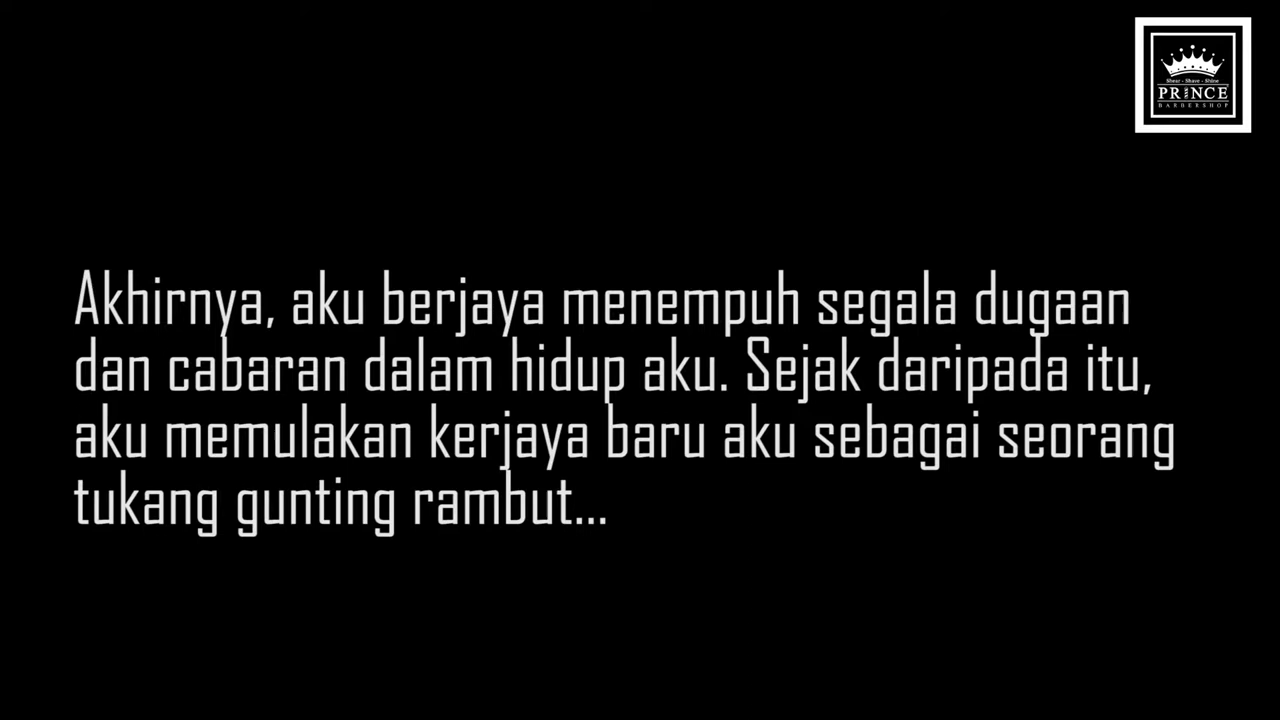 Shear - Shave - Shine
PRINCE
BARBERSHOP
Akhirnya, aku berjaya menempuh segala dugaan
dan cabaran dalam hidup aku. Sejak daripada itu,
aku memulakan kerjaya baru aku sebagai seorang
tukang gunting rambut...